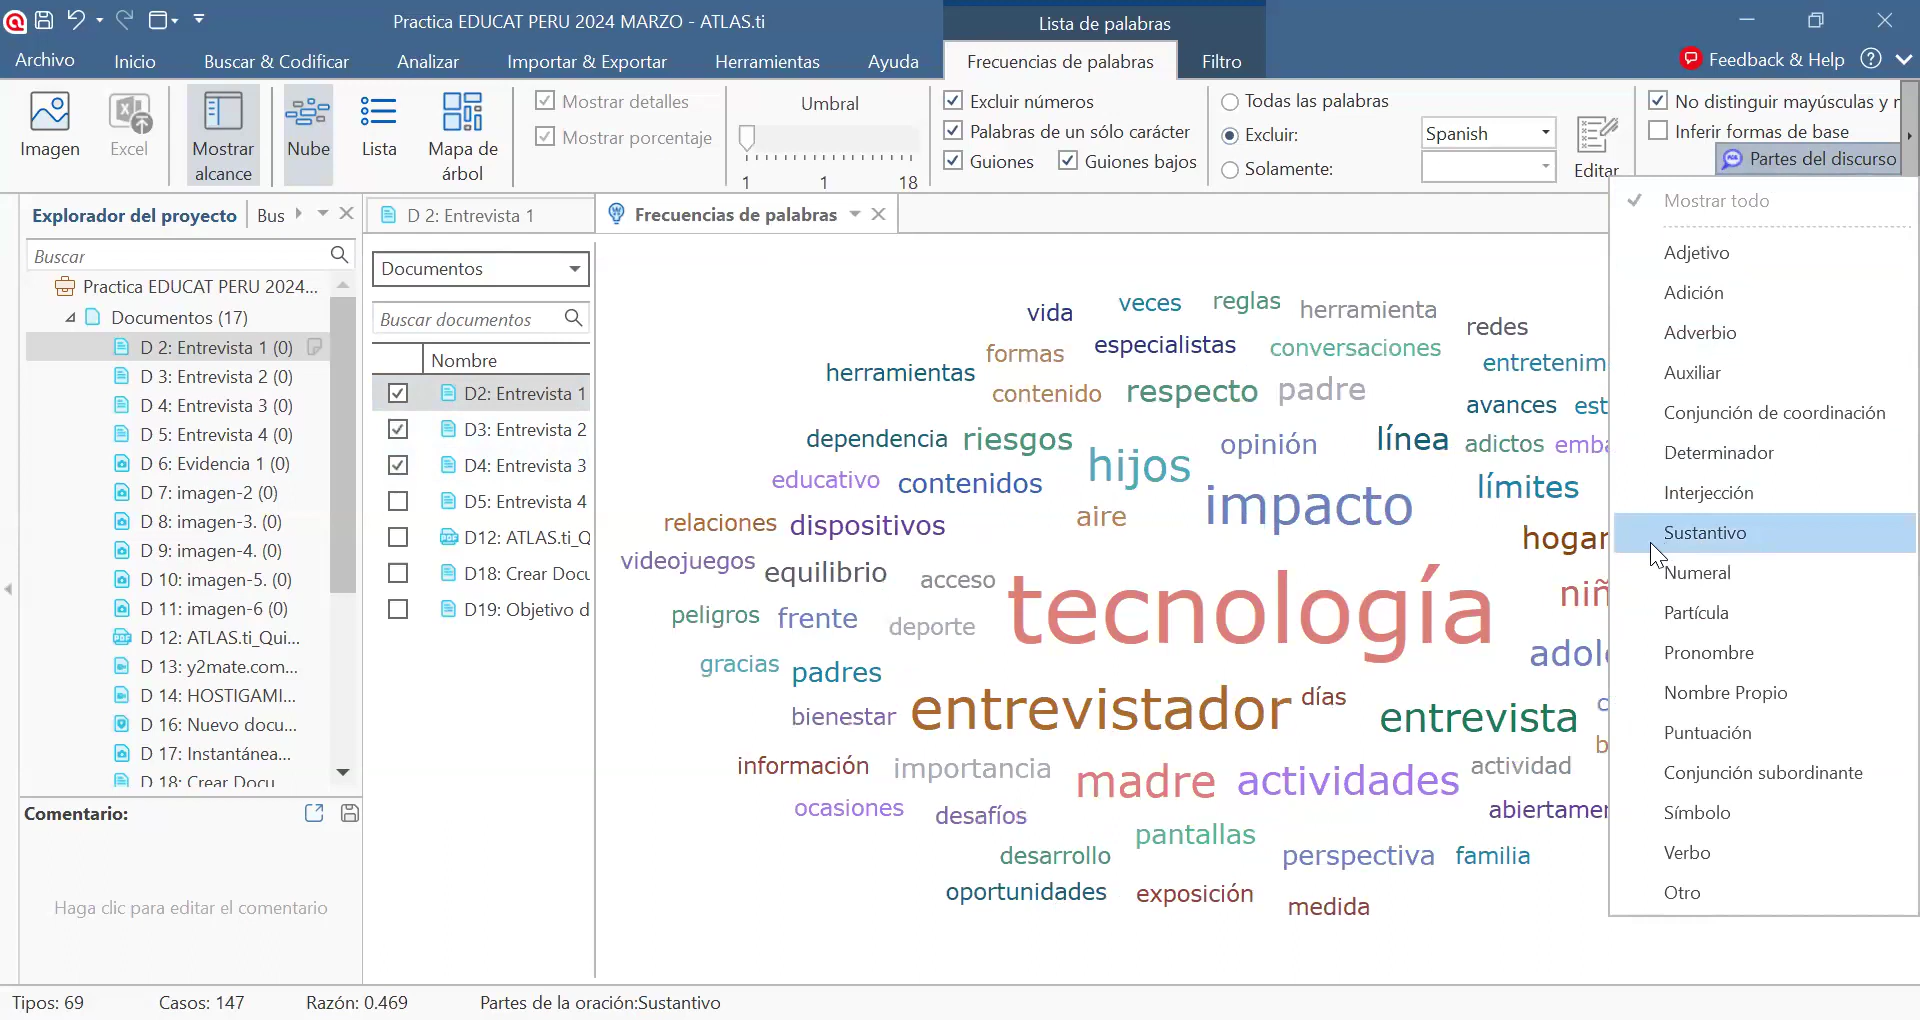 Practica EDUCAT PERU 2024 MARZO - ATLAS.ti
Lista de palabras
Archivo
Inicio
Buscar & Codificar
Analizar
Importar & Exportar
Herramientas
Ayuda
Frecuencias de palabras
Filtro
Feedback & Help
Imagen
Excel
Mostrar
alcance
Nube
Lista
Mapa de
árbol
Mostrar detalles
Mostrar porcentaje
Umbral
1
1
18
Excluir números
Palabras de un sólo carácter
Guiones
Guiones bajos
Todas las palabras
Excluir:
Solamente:
Spanish
Editar
No distinguir mayúsculas y
Inferir formas de base
Partes del discurso
Explorador del proyecto
Bus
Buscar
Practica EDUCAT PERU 2024...
Documentos (17)
D 2: Entrevista 1 (0)
D 3: Entrevista 2 (0)
D 4: Entrevista 3 (0)
D 5: Entrevista 4 (0)
D 6: Evidencia 1 (0)
D 7: imagen-2 (0)
D 8: imagen-3. (0)
D 9: imagen-4. (0)
D 10: imagen-5. (0)
D 11: imagen-6 (0)
D 12: ATLAS.ti_Qui...
D 13: y2mate.com...
D 14: HOSTIGAMI...
D 16: Nuevo docu...
D 17: Instantánea...
D 18: Crear Docu
Comentario:
Haga clic para editar el comentario
D 2: Entrevista 1
Frecuencias de palabras
Documentos
Buscar documentos
Nombre
D2: Entrevista 1
D3: Entrevista 2
D4: Entrevista 3
D5: Entrevista 4
D12: ATLAS.ti_Q
D18: Crear Docu
D19: Objetivo d
vida veces reglas herramienta redes
formas especialistas conversaciones entretenim
herramientas contenido respecto padre avances est
dependencia riesgos hijos opinión línea adictos emba
educativo contenidos impacto límites
relaciones dispositivos aire hogar
videojuegos equilibrio acceso tecnología niñ
peligros frente deporte
gracias padres adol
bienestar entrevistador días entrevista c
b
información importancia madre actividades actividad
ocasiones desafíos abiertamen
pantallas
desarrollo perspectiva familia
oportunidades exposición medida
Mostrar todo
Adjetivo
Adición
Adverbio
Auxiliar
Conjunción de coordinación
Determinador
Interjección
Sustantivo
Numeral
Partícula
Pronombre
Nombre Propio
Puntuación
Conjunción subordinante
Símbolo
Verbo
Otro
Tipos: 69
Casos: 147
Razón: 0.469
Partes de la oración:Sustantivo